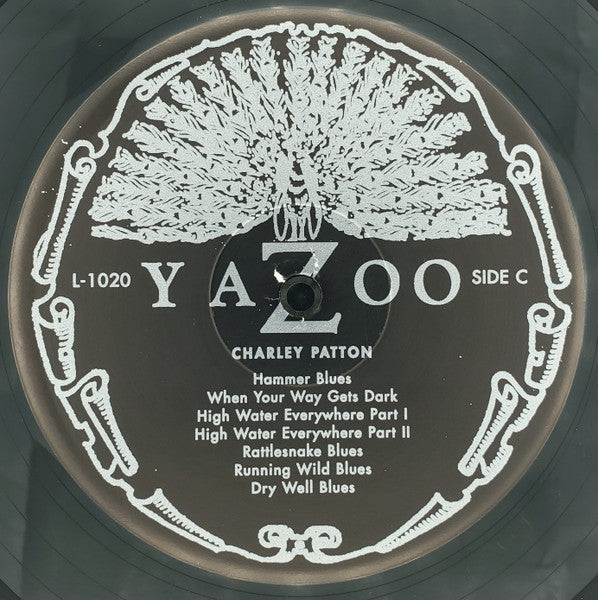 L-1020 YAZOO SIDE C
CHARLEY PATTON
Hammer Blues
When Your Way Gets Dark
High Water Everywhere Part I
High Water Everywhere Part II
Rattlesnake Blues
Running Wild Blues
Dry Well Blues